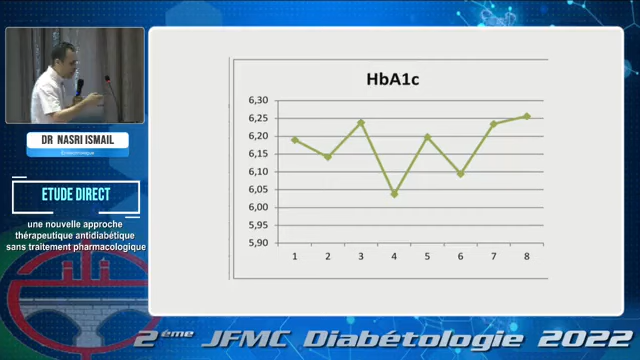 DR NASRI ISMAIL
ETUDE DIRECT
une nouvelle approche
thérapeutique antidiabétique
sans traitement pharmacologique
HbA1c
6,30
6,25
6,20
6,15
6,10
6,05
6,00
5,95
5,90
1 2 3 4 5 6 7 8
2ème JFMC Diabétologie 2022